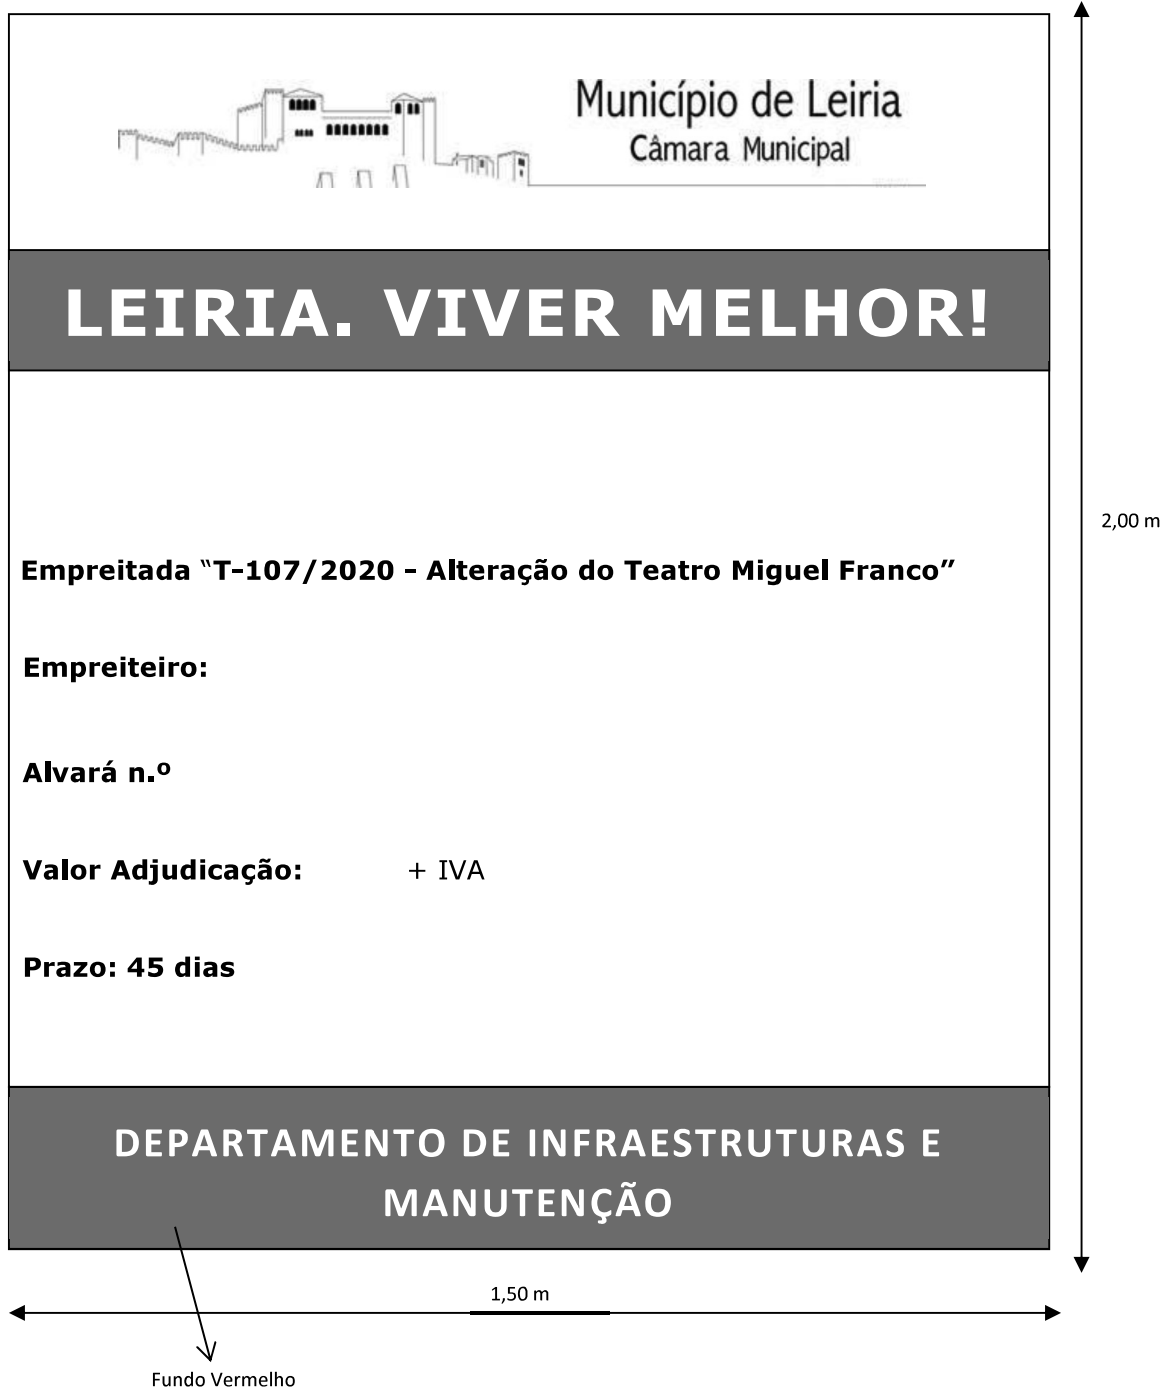 Município de Leiria
Câmara Municipal
LEIRIA. VIVER MELHOR!
2,00 m
Empreitada “T-107/2020 - Alteração do Teatro Miguel Franco”
Empreiteiro:
Alvará n.º
Valor Adjudicação: + IVA
Prazo: 45 dias
DEPARTAMENTO DE INFRAESTRUTURAS E
MANUTENÇÃO
1,50 m
Fundo Vermelho